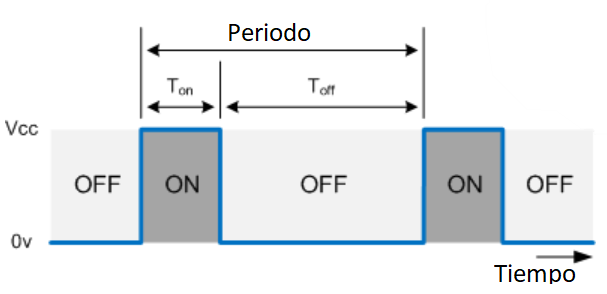 Periodo
Ton
Toff
Vcc
OFF
ON
OFF
ON
OFF
0v
Tiempo